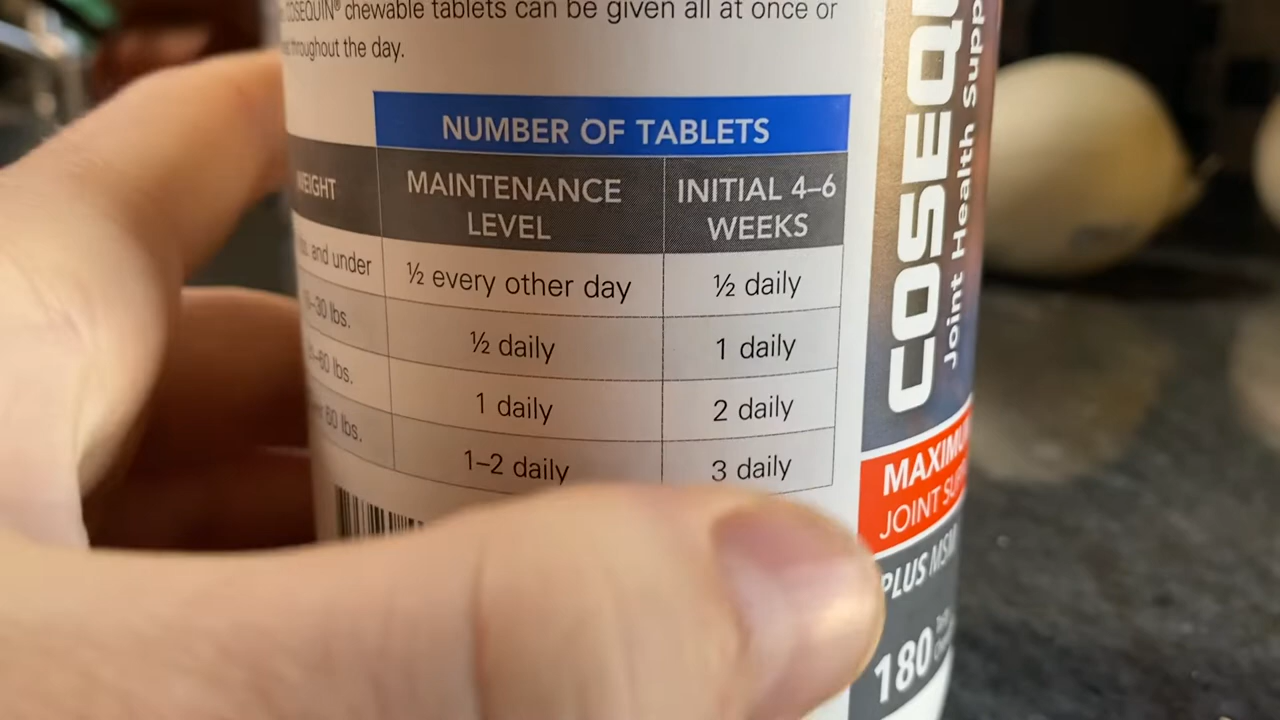 COSEQUIN® chewable tablets can be given all at once or
throughout the day.
NUMBER OF TABLETS
WEIGHT
MAINTENANCE LEVEL
INITIAL 4–6 WEEKS
and under
½ every other day
½ daily
–30 lbs.
½ daily
1 daily
–60 lbs.
1 daily
2 daily
60 lbs.
1–2 daily
3 daily
COSEQU
Joint Health Supp
MAXIMU
JOINT SU
PLUS MSM
180